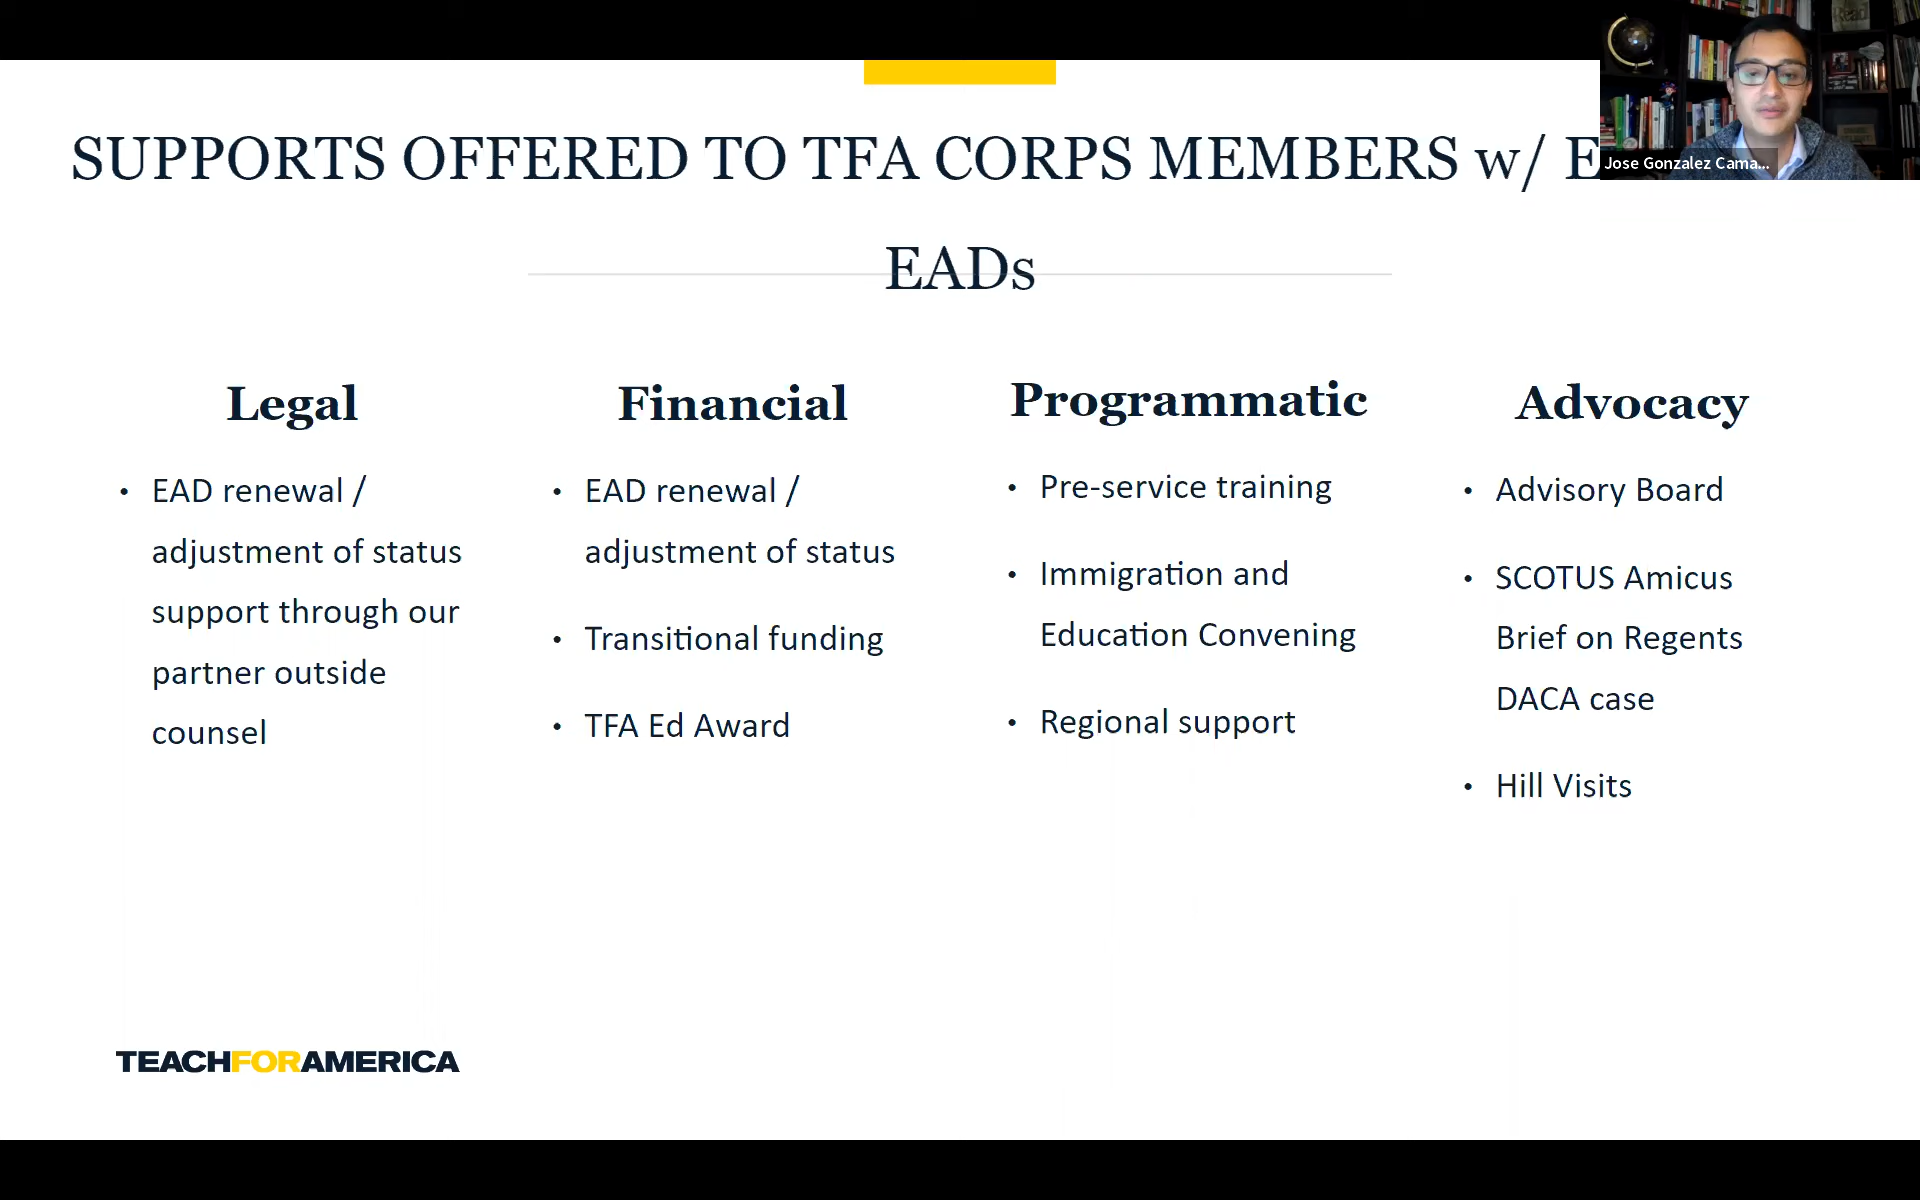 SUPPORTS OFFERED TO TFA CORPS MEMBERS w/ E
EADs
Jose Gonzalez Cama...
Legal
• EAD renewal /
adjustment of status
support through our
partner outside
counsel
Financial
• EAD renewal /
adjustment of status
• Transitional funding
• TFA Ed Award
Programmatic
• Pre-service training
• Immigration and
Education Convening
• Regional support
Advocacy
• Advisory Board
• SCOTUS Amicus
Brief on Regents
DACA case
• Hill Visits
TEACHFORAMERICA